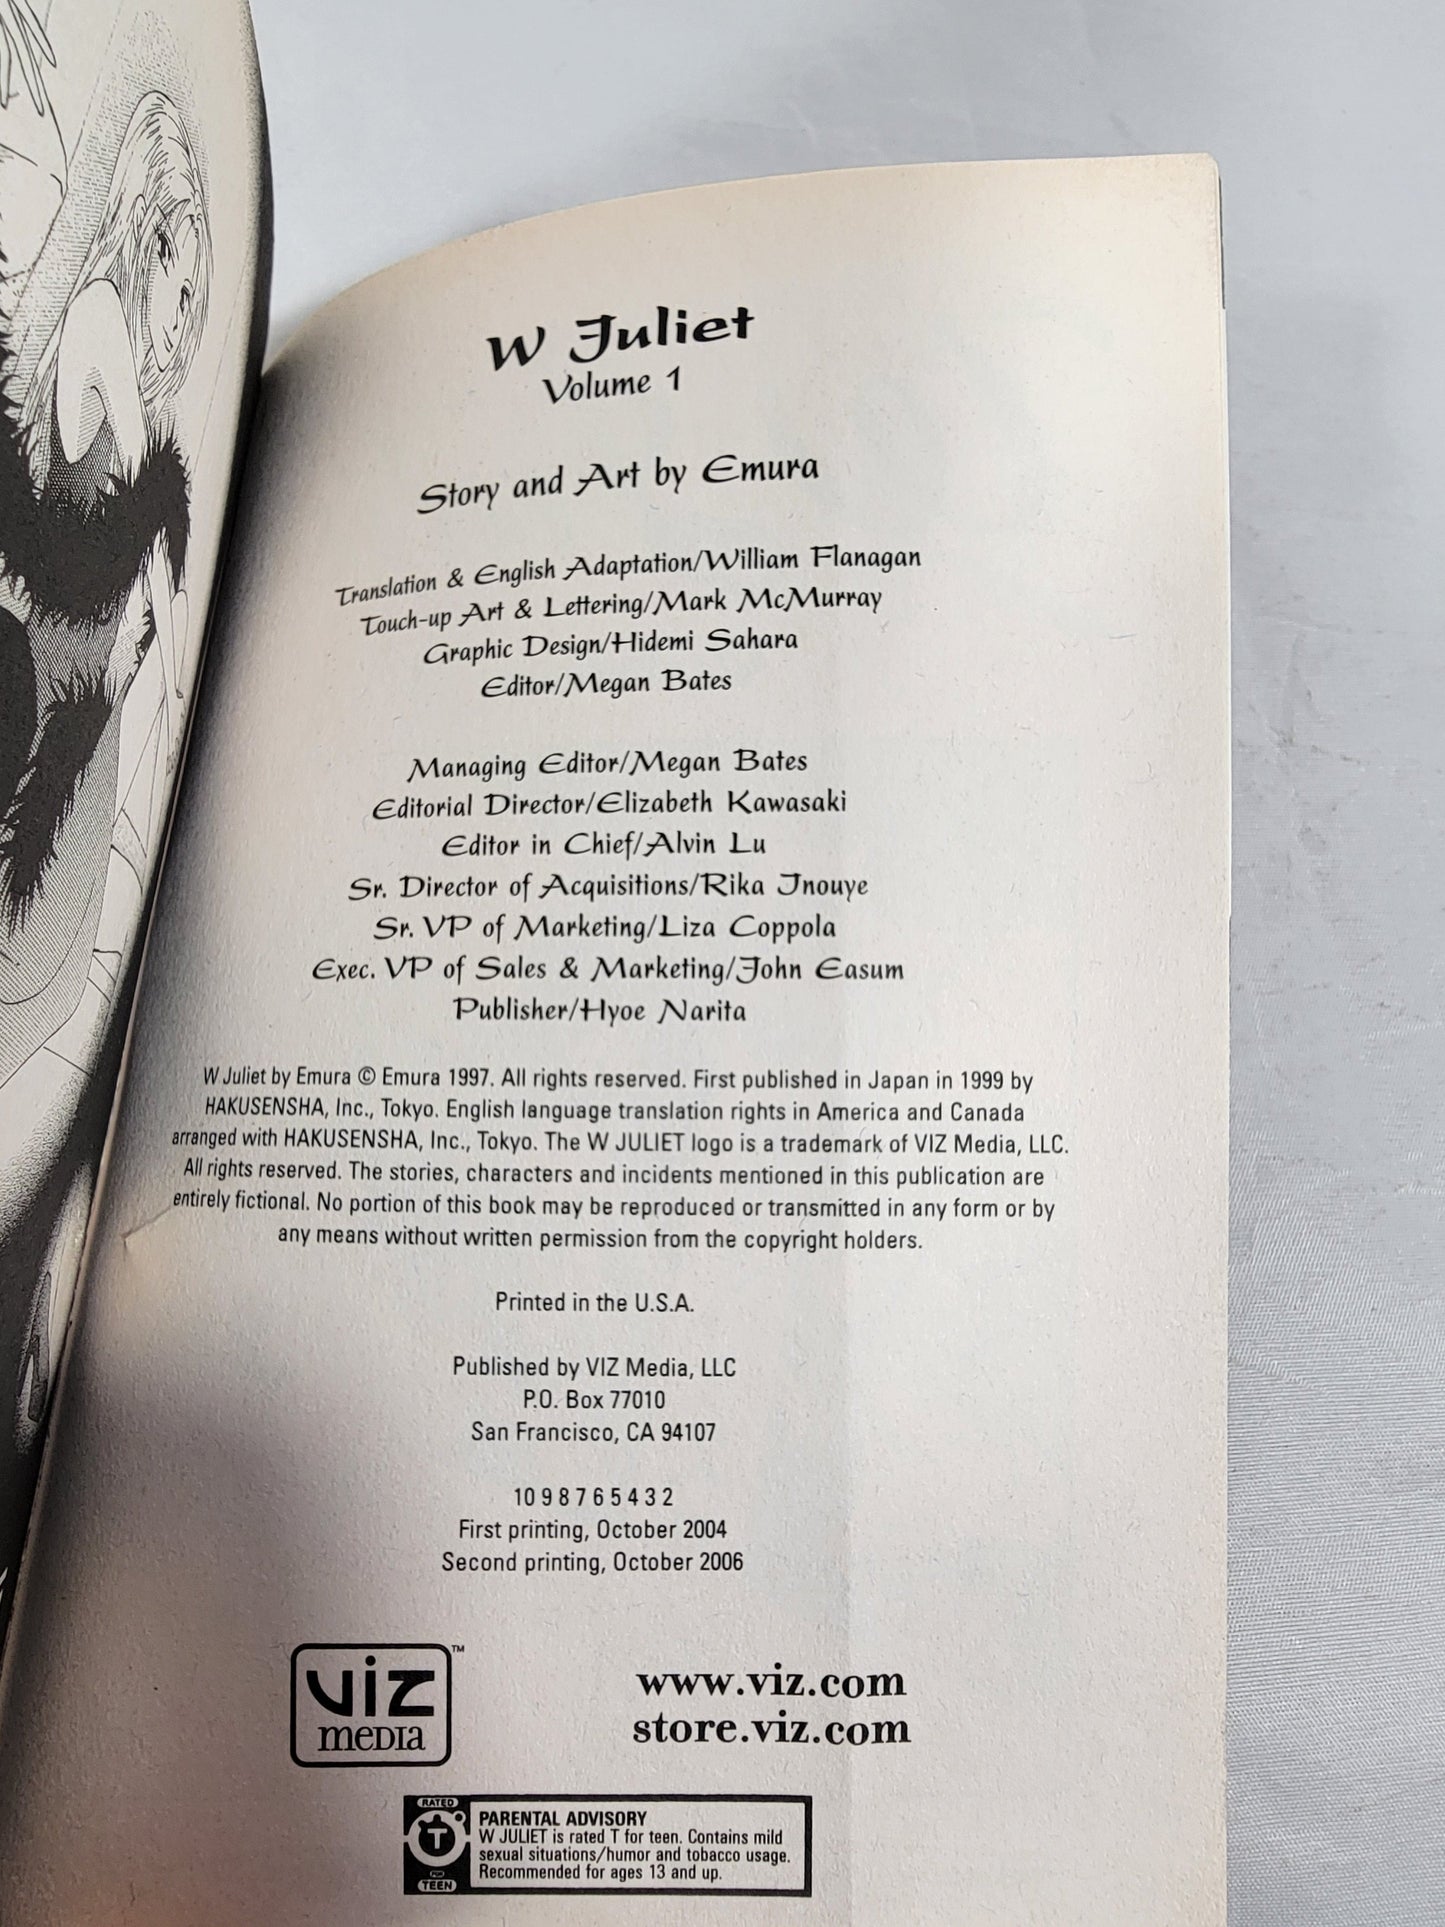 W Juliet
Volume 1
Story and Art by Emura
Translation & English Adaptation/William Flanagan
Touch-up Art & Lettering/Mark McMurray
Graphic Design/Hidemi Sahara
Editor/Megan Bates
Managing Editor/Megan Bates
Editorial Director/Elizabeth Kawasaki
Editor in Chief/Alvin Lu
Sr. Director of Acquisitions/Rika Inouye
Sr. VP of Marketing/Liza Coppola
Exec. VP of Sales & Marketing/John Easum
Publisher/Hyoe Narita
W Juliet by Emura © Emura 1997. All rights reserved. First published in Japan in 1999 by
HAKUSENSHA, Inc., Tokyo. English language translation rights in America and Canada
arranged with HAKUSENSHA, Inc., Tokyo. The W JULIET logo is a trademark of VIZ Media, LLC.
All rights reserved. The stories, characters and incidents mentioned in this publication are
entirely fictional. No portion of this book may be reproduced or transmitted in any form or by
any means without written permission from the copyright holders.
Printed in the U.S.A.
Published by VIZ Media, LLC
P.O. Box 77010
San Francisco, CA 94107
10 9 8 7 6 5 4 3 2
First printing, October 2004
Second printing, October 2006
VIZ ™
MEDIA
www.viz.com
store.viz.com
RATED
T
FOR
TEEN
PARENTAL ADVISORY
W JULIET is rated T for teen. Contains mild
sexual situations/humor and tobacco usage.
Recommended for ages 13 and up.